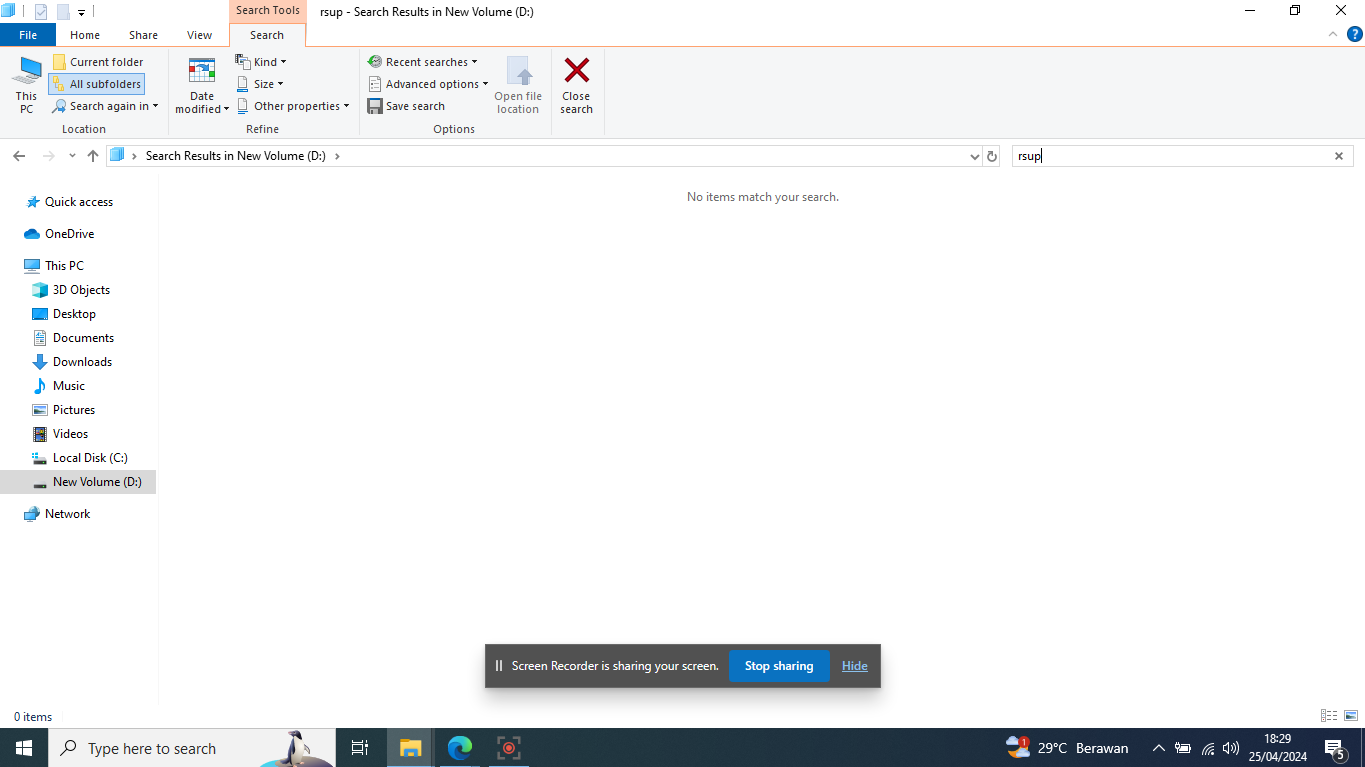 Search Tools
rsup - Search Results in New Volume (D:)
File
Home
Share
View
Search
This PC
Current folder
All subfolders
Search again in
Location
Date modified
Kind
Size
Other properties
Refine
Recent searches
Advanced options
Save search
Options
Open file location
Close search
Search Results in New Volume (D:)
rsup
Quick access
No items match your search.
OneDrive
This PC
3D Objects
Desktop
Documents
Downloads
Music
Pictures
Videos
Local Disk (C:)
New Volume (D:)
Network
Screen Recorder is sharing your screen.
Stop sharing
Hide
0 items
Type here to search
1
29°C Berawan
18:29
25/04/2024
5